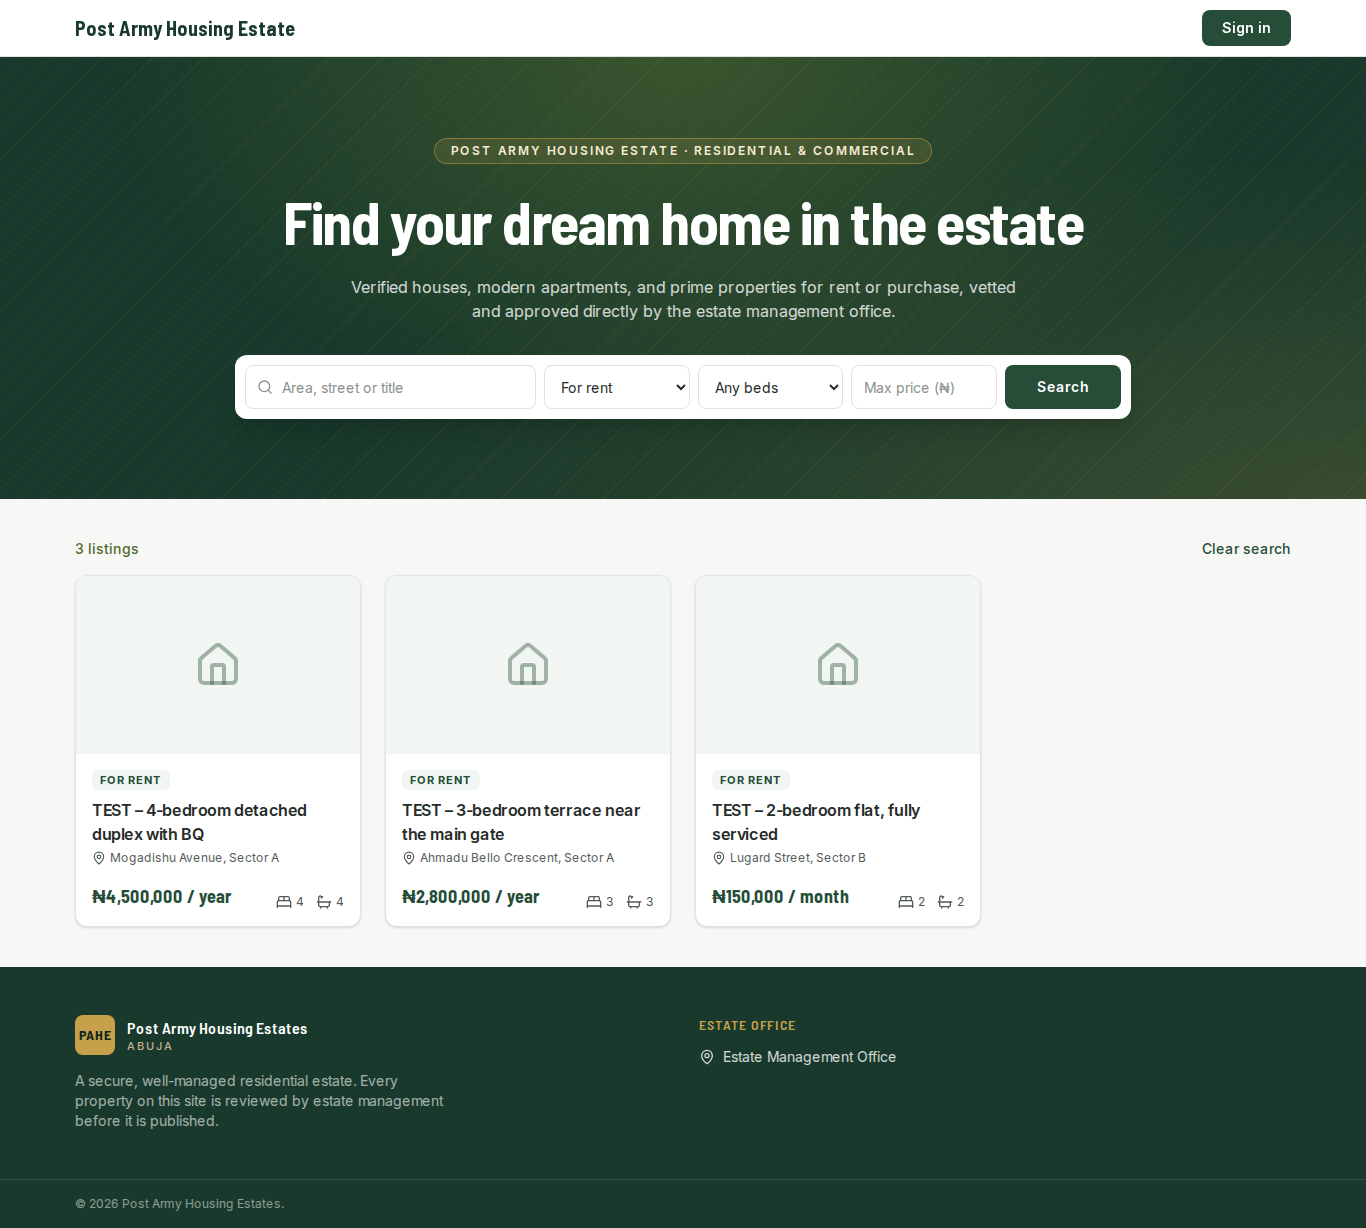 Post Army Housing Estate
Sign in
POST ARMY HOUSING ESTATE · RESIDENTIAL & COMMERCIAL
Find your dream home in the estate
Verified houses, modern apartments, and prime properties for rent or purchase, vetted
and approved directly by the estate management office.
Area, street or title
For rent
Any beds
Max price (₦)
Search
3 listings
Clear search
FOR RENT
TEST – 4-bedroom detached
duplex with BQ
Mogadishu Avenue, Sector A
₦4,500,000 / year
4
4
FOR RENT
TEST – 3-bedroom terrace near
the main gate
Ahmadu Bello Crescent, Sector A
₦2,800,000 / year
3
3
FOR RENT
TEST – 2-bedroom flat, fully
serviced
Lugard Street, Sector B
₦150,000 / month
2
2
PAHE
Post Army Housing Estates
ABUJA
A secure, well-managed residential estate. Every
property on this site is reviewed by estate management
before it is published.
ESTATE OFFICE
Estate Management Office
© 2026 Post Army Housing Estates.